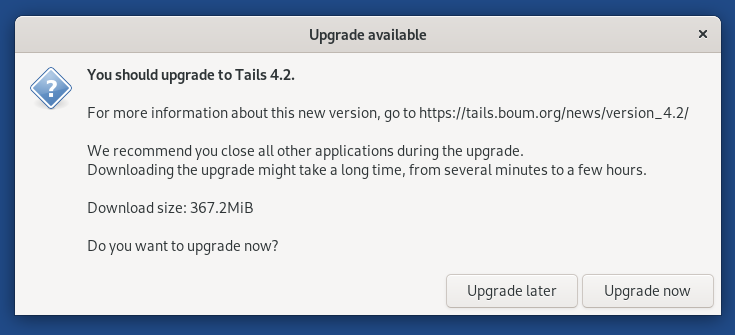 Upgrade available
You should upgrade to Tails 4.2.
For more information about this new version, go to https://tails.boum.org/news/version_4.2/
We recommend you close all other applications during the upgrade.
Downloading the upgrade might take a long time, from several minutes to a few hours.
Download size: 367.2MiB
Do you want to upgrade now?
Upgrade later
Upgrade now